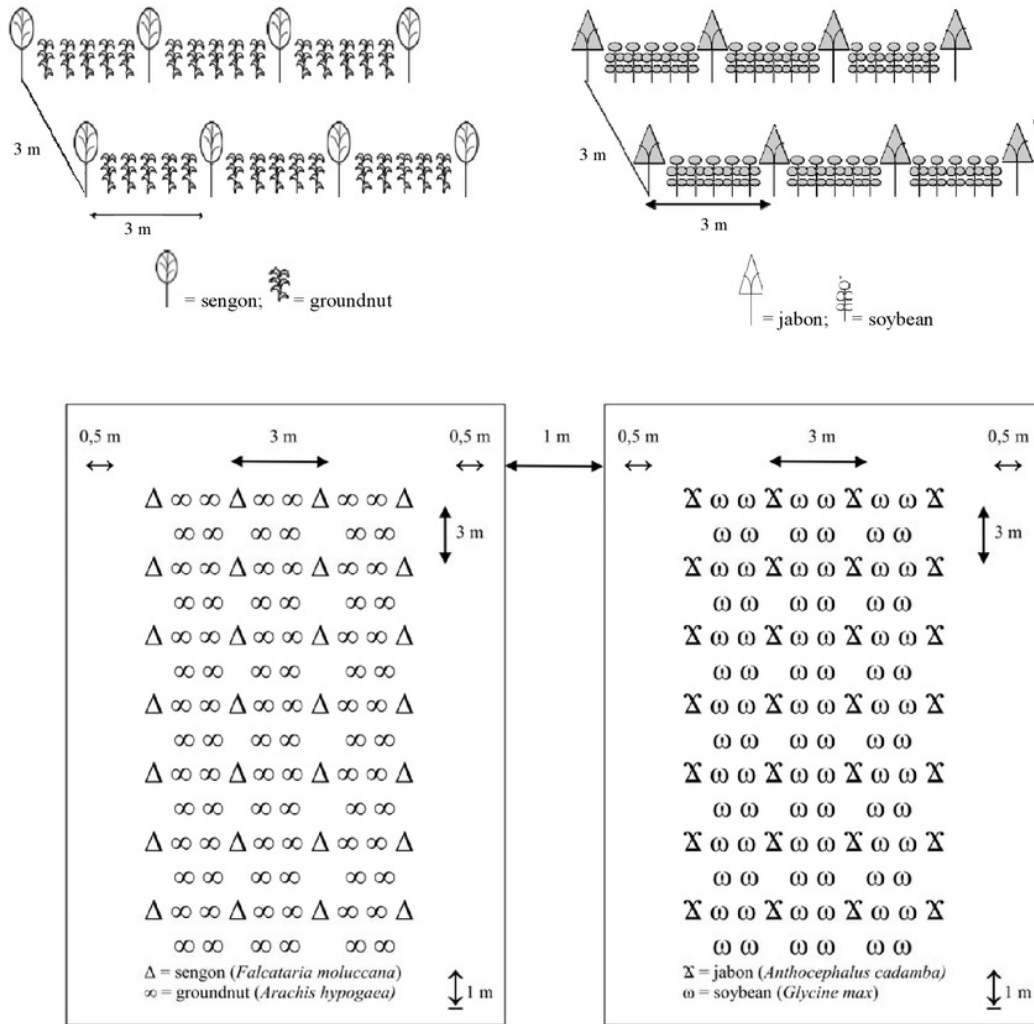 3 m
3 m
= sengon; = groundnut
3 m
3 m
= jabon; = soybean
0,5 m 3 m 0,5 m 1 m 0,5 m 3 m 0,5 m
Δ ∞ ∞ Δ ∞ ∞ Δ ∞ ∞ Δ
3 m
∞ ∞ ∞ ∞ ∞ ∞
Δ ∞ ∞ Δ ∞ ∞ Δ ∞ ∞ Δ
∞ ∞ ∞ ∞ ∞ ∞
Δ ∞ ∞ Δ ∞ ∞ Δ ∞ ∞ Δ
∞ ∞ ∞ ∞ ∞ ∞
Δ ∞ ∞ Δ ∞ ∞ Δ ∞ ∞ Δ
∞ ∞ ∞ ∞ ∞ ∞
Δ ∞ ∞ Δ ∞ ∞ Δ ∞ ∞ Δ
∞ ∞ ∞ ∞ ∞ ∞
Δ ∞ ∞ Δ ∞ ∞ Δ ∞ ∞ Δ
∞ ∞ ∞ ∞ ∞ ∞
Δ ∞ ∞ Δ ∞ ∞ Δ ∞ ∞ Δ
∞ ∞ ∞ ∞ ∞ ∞
Δ = sengon (Falcataria moluccana)
∞ = groundnut (Arachis hypogaea)
1 m
ϪωωϪωωϪωωϪ
3 m
ω ω ω ω ω ω
Ϫ ω ω Ϫ ω ω Ϫ ω ω Ϫ
ω ω ω ω ω ω
Ϫ ω ω Ϫ ω ω Ϫ ω ω Ϫ
ω ω ω ω ω ω
Ϫ ω ω Ϫ ω ω Ϫ ω ω Ϫ
ω ω ω ω ω ω
Ϫ ω ω Ϫ ω ω Ϫ ω ω Ϫ
ω ω ω ω ω ω
Ϫ ω ω Ϫ ω ω Ϫ ω ω Ϫ
ω ω ω ω ω ω
Ϫ ω ω Ϫ ω ω Ϫ ω ω Ϫ
ω ω ω ω ω ω
Ϫ = jabon (Anthocephalus cadamba)
ω = soybean (Glycine max)
1 m